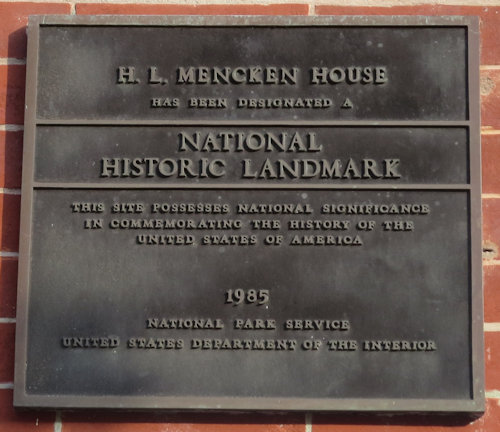 H. L. MENCKEN HOUSE
HAS BEEN DESIGNATED A
NATIONAL
HISTORIC LANDMARK
THIS SITE POSSESSES NATIONAL SIGNIFICANCE
IN COMMEMORATING THE HISTORY OF THE
UNITED STATES OF AMERICA
1985
NATIONAL PARK SERVICE
UNITED STATES DEPARTMENT OF THE INTERIOR